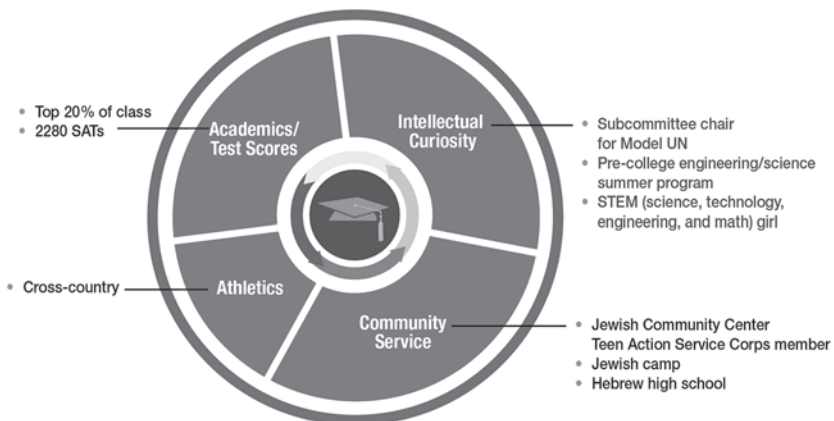 • Top 20% of class
• 2280 SATs
Academics/
Test Scores
Intellectual
Curiosity
• Subcommittee chair
for Model UN
• Pre-college engineering/science
summer program
• STEM (science, technology,
engineering, and math) girl
• Cross-country
Athletics
Community
Service
• Jewish Community Center
Teen Action Service Corps member
• Jewish camp
• Hebrew high school